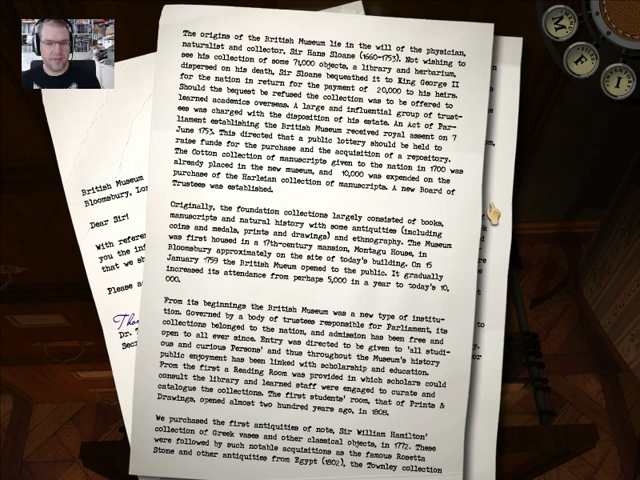 The origins of the British Museum lie in the will of the physician,
naturalist and collector, Sir Hans Sloane (1660-1753). Not wishing to
see his collection of some 71,000 objects, a library and herbarium,
dispersed on his death, Sir Sloane bequeathed it to King George II
for the nation in return for the payment of 20,000 to his heirs.
Should the bequest be refused the collection was to be offered to
learned academies overseas. A large and influential group of trust-
ees was charged with the disposition of his estate. An Act of Par-
liament establishing the British Museum received royal assent on 7
June 1753. This directed that a public lottery should be held to
raise funds for the purchase and the acquisition of a repository.
The Cotton collection of manuscripts given to the nation in 1700 was
already placed in the new museum, and 10,000 was expended on the
purchase of the Harleian collection of manuscripts. A new Board of
Trustees was established.
Originally, the foundation collections largely consisted of books,
manuscripts and natural history with some antiquities (including
coins and medals, prints and drawings) and ethnography. The Museum
was first housed in a 17th-century mansion, Montagu House, in
Bloomsbury approximately on the site of today's building. On 15
January 1759 the British Museum opened to the public. It gradually
increased its attendance from perhaps 5,000 in a year to today's 10,
000.
From its beginnings the British Museum was a new type of institu-
tion. Governed by a body of trustees responsible for Parliament, its
collections belonged to the nation, and admission has been free and
open to all ever since. Entry was directed to be given to 'all studi-
ous and curious Persons' and thus throughout the Museum's history
public enjoyment has been linked with scholarship and education.
From the first a Reading Room was provided in which scholars could
consult the library and learned staff were engaged to curate and
catalogue the collections. The first students' room, that of Prints &
Drawings, opened almost two hundred years ago, in 1808.
We purchased the first antiquities of note, Sir William Hamilton'
collection of Greek vases and other classical objects, in 1772. These
were followed by such notable acquisitions as the famous Rosetta
Stone and other antiquities from Egypt (1802), the Townley collection
British Museum
Bloomsbury, Lon
Dear Sir!
With referen
you the inf
that we sh
Please a
Tho
Dr.
Sec
M
F
I